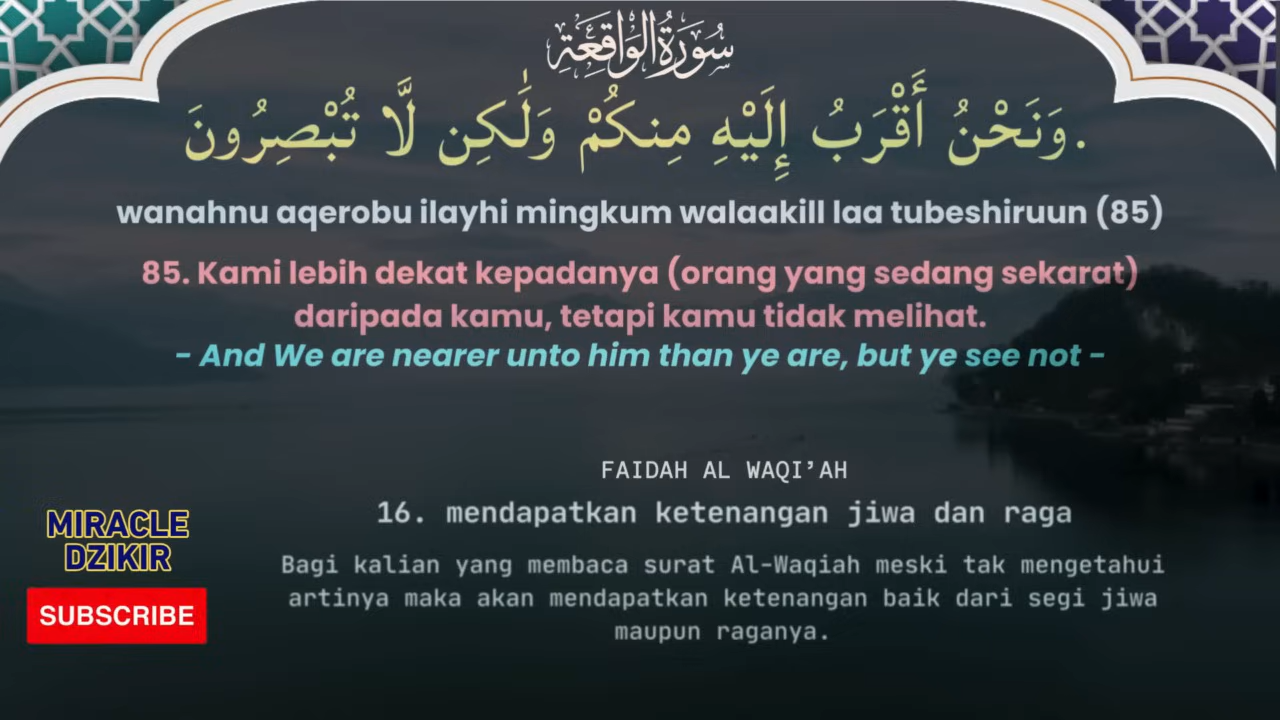 سُورَةُ الْوَاقِعَةِ
وَنَحْنُ أَقْرَبُ إِلَيْهِ مِنكُمْ وَلَٰكِن لَّا تُبْصِرُونَ.
wanahnu aqerobu ilayhi mingkum walaakill laa tubeshiruun (85)
85. Kami lebih dekat kepadanya (orang yang sedang sekarat)
daripada kamu, tetapi kamu tidak melihat.
- And We are nearer unto him than ye are, but ye see not -
FAIDAH AL WAQI’AH
16. mendapatkan ketenangan jiwa dan raga
Bagi kalian yang membaca surat Al-Waqiah meski tak mengetahui
artinya maka akan mendapatkan ketenangan baik dari segi jiwa
maupun raganya.
MIRACLE
DZIKIR
SUBSCRIBE